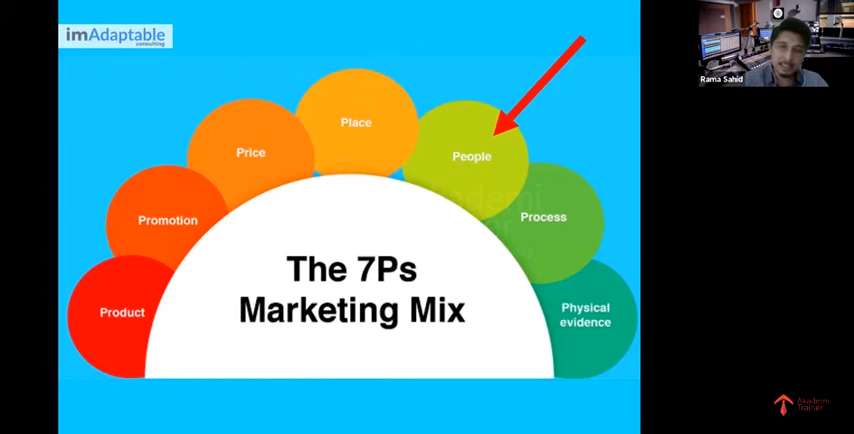 imAdaptable
consulting
Rama Sahid
Place
Price
People
Promotion
Process
The 7Ps
Marketing Mix
Product
Physical
evidence
Akademi
Trainer